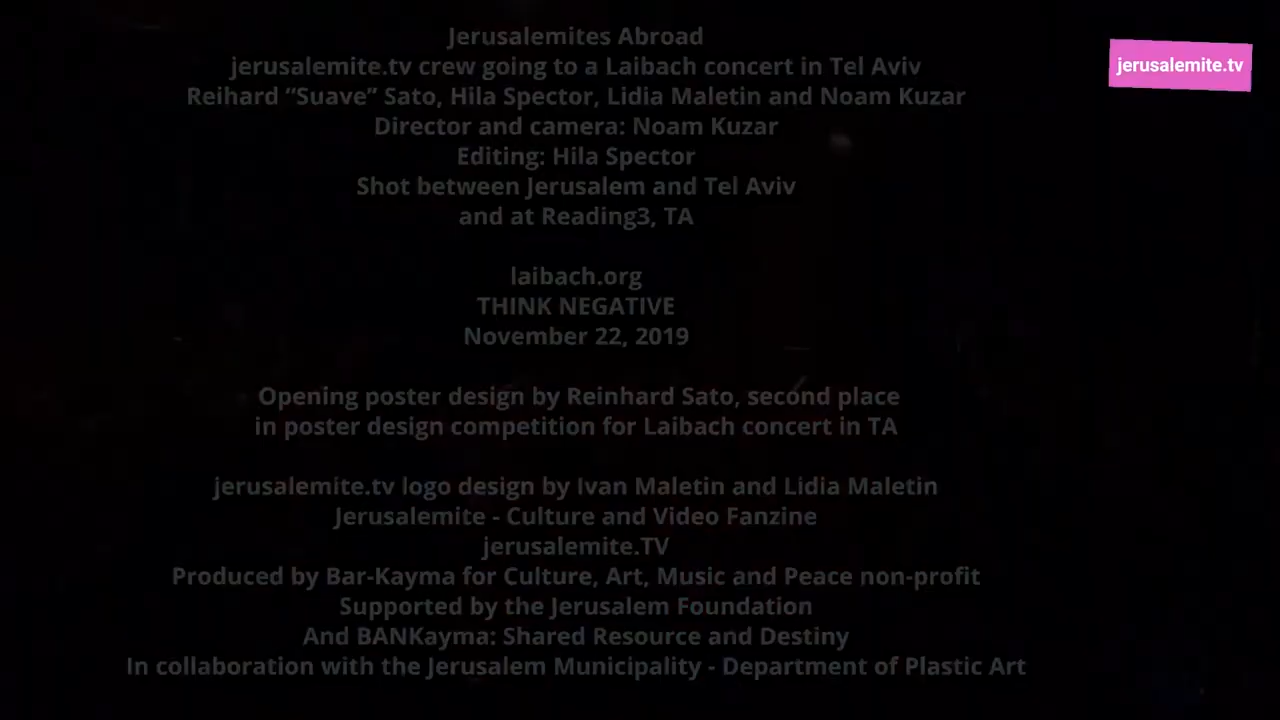 Jerusalemites Abroad
jerusalemite.tv crew going to a Laibach concert in Tel Aviv
Reihard “Suave” Sato, Hila Spector, Lidia Maletin and Noam Kuzar
Director and camera: Noam Kuzar
Editing: Hila Spector
Shot between Jerusalem and Tel Aviv
and at Reading3, TA
laibach.org
THINK NEGATIVE
November 22, 2019
Opening poster design by Reinhard Sato, second place
in poster design competition for Laibach concert in TA
jerusalemite.tv logo design by Ivan Maletin and Lidia Maletin
Jerusalemite - Culture and Video Fanzine
jerusalemite.TV
Produced by Bar-Kayma for Culture, Art, Music and Peace non-profit
Supported by the Jerusalem Foundation
And BANKayma: Shared Resource and Destiny
In collaboration with the Jerusalem Municipality - Department of Plastic Art
jerusalemite.tv